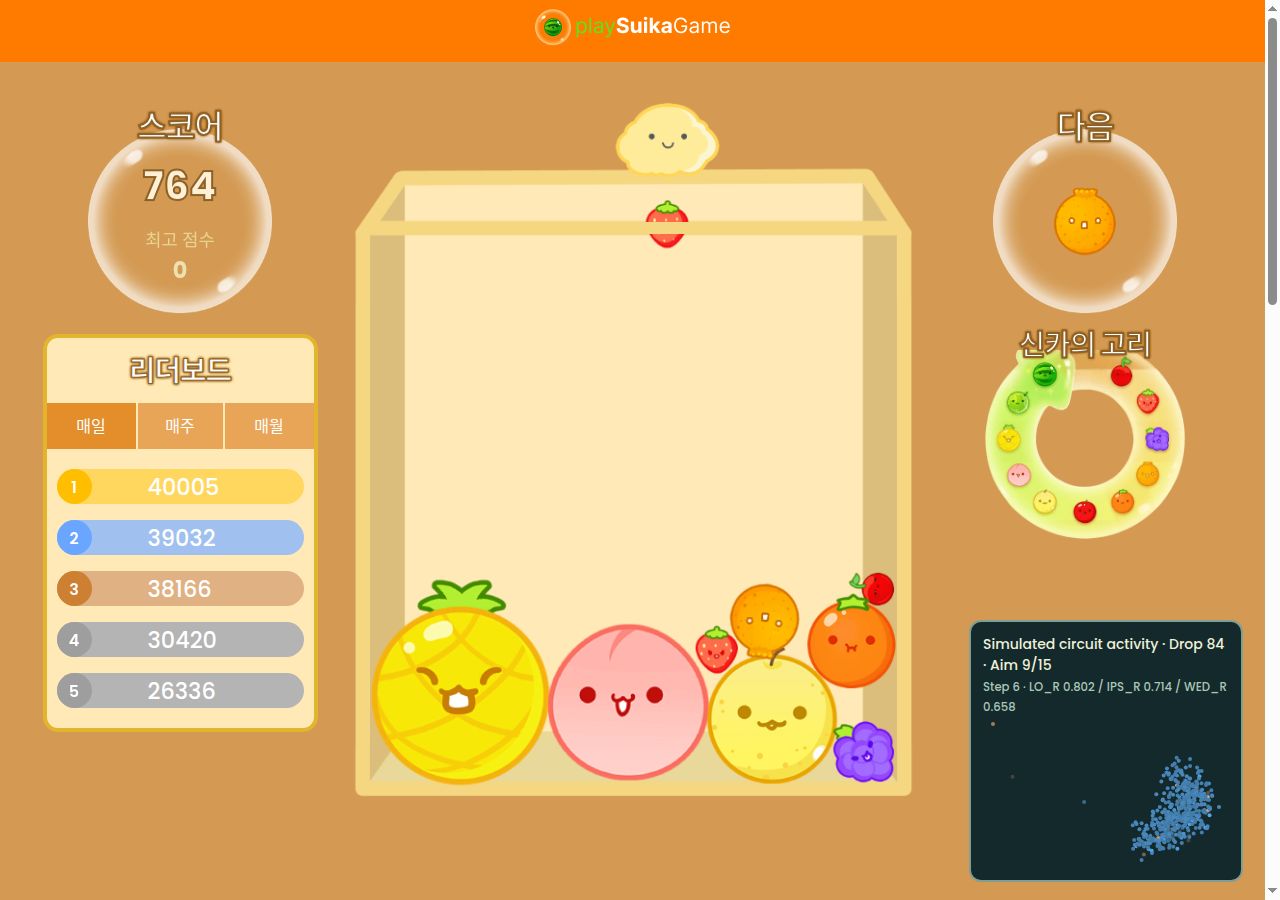 playSuikaGame
스코어
764
최고 점수
0
다음
리더보드
매일 매주 매월
1 40005
2 39032
3 38166
4 30420
5 26336
신카의 고리
Simulated circuit activity · Drop 84
· Aim 9/15
Step 6 · LO_R 0.802 / IPS_R 0.714 / WED_R
0.658